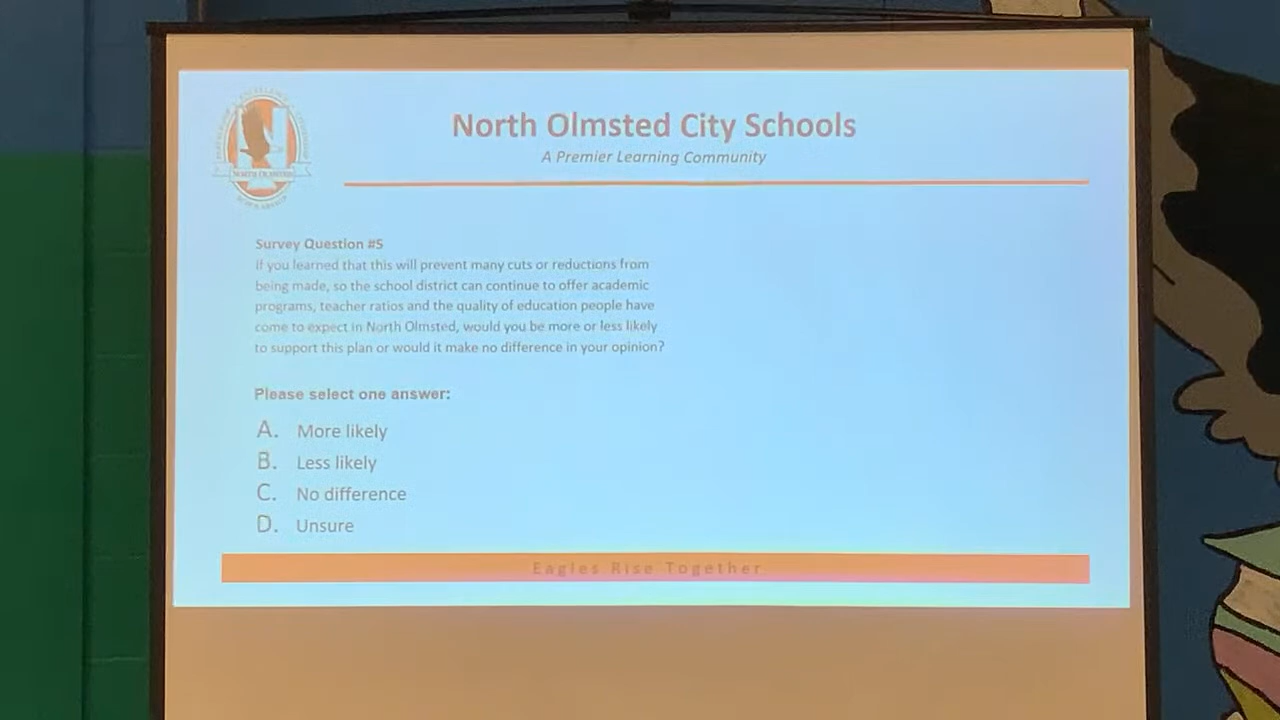 North Olmsted City Schools
A Premier Learning Community
NORTH OLMSTED
Survey Question #5
If you learned that this will prevent many cuts or reductions from
being made, so the school district can continue to offer academic
programs, teacher ratios and the quality of education people have
come to expect in North Olmsted, would you be more or less likely
to support this plan or would it make no difference in your opinion?
Please select one answer:
A. More likely
B. Less likely
C. No difference
D. Unsure
Eagles Rise Together